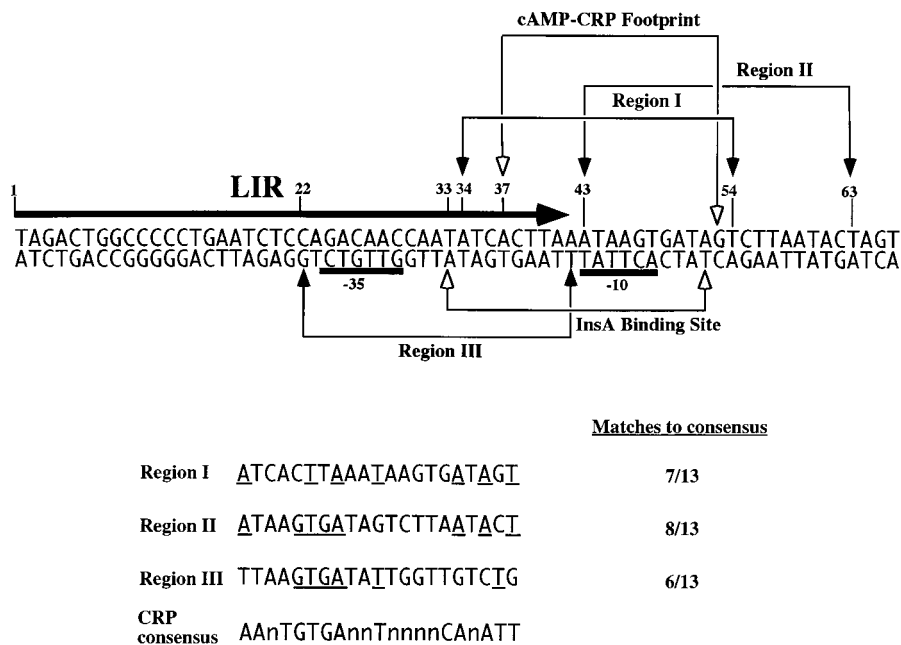 cAMP-CRP Footprint
Region II
Region I
1 LIR 22 33 34 37 43 54 63
TAGACTGGCCCCCTGAATCTCCAGACAACCAATATCACTTAAATAAGTGATAGTCTTAATACTAGT
ATCTGACCGGGGGACTTAGAGGTCTGTTGGTTATAGTGAATTTATTCACTATCAGAATTATGATCA
-35 -10
InsA Binding Site
Region III
Matches to consensus
Region I ATCACTTAAATAAGTGATAGT 7/13
Region II ATAAGTGATAGTCTTAATACT 8/13
Region III TTAAGTGATATTGGTTGTCTG 6/13
CRP
consensus AAnTGTGAnnTnnnnCAnATT